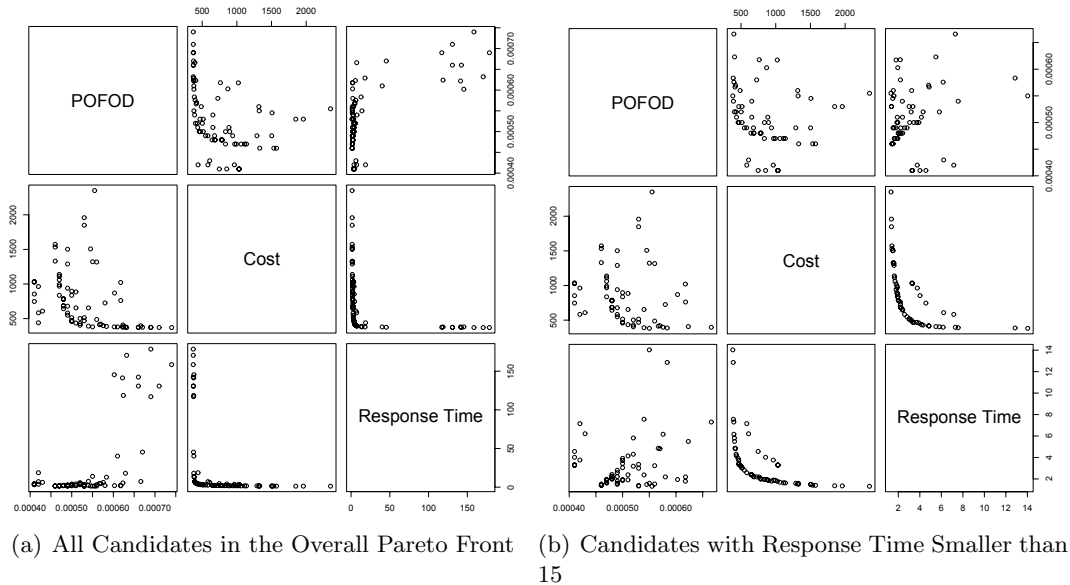 500 1000 1500 2000
500 1000 1500 2000
POFOD
0.00040 0.00050 0.00060 0.00070
POFOD
0.00040 0.00050 0.00060
500 1000 1500 2000
Cost
500 1000 1500 2000
Cost
Response Time
0 50 100 150
Response Time
2 4 6 8 10 12 14
0.00040 0.00050 0.00060 0.00070
0 50 100 150
0.00040 0.00050 0.00060
2 4 6 8 10 12 14
(a) All Candidates in the Overall Pareto Front
(b) Candidates with Response Time Smaller than
15